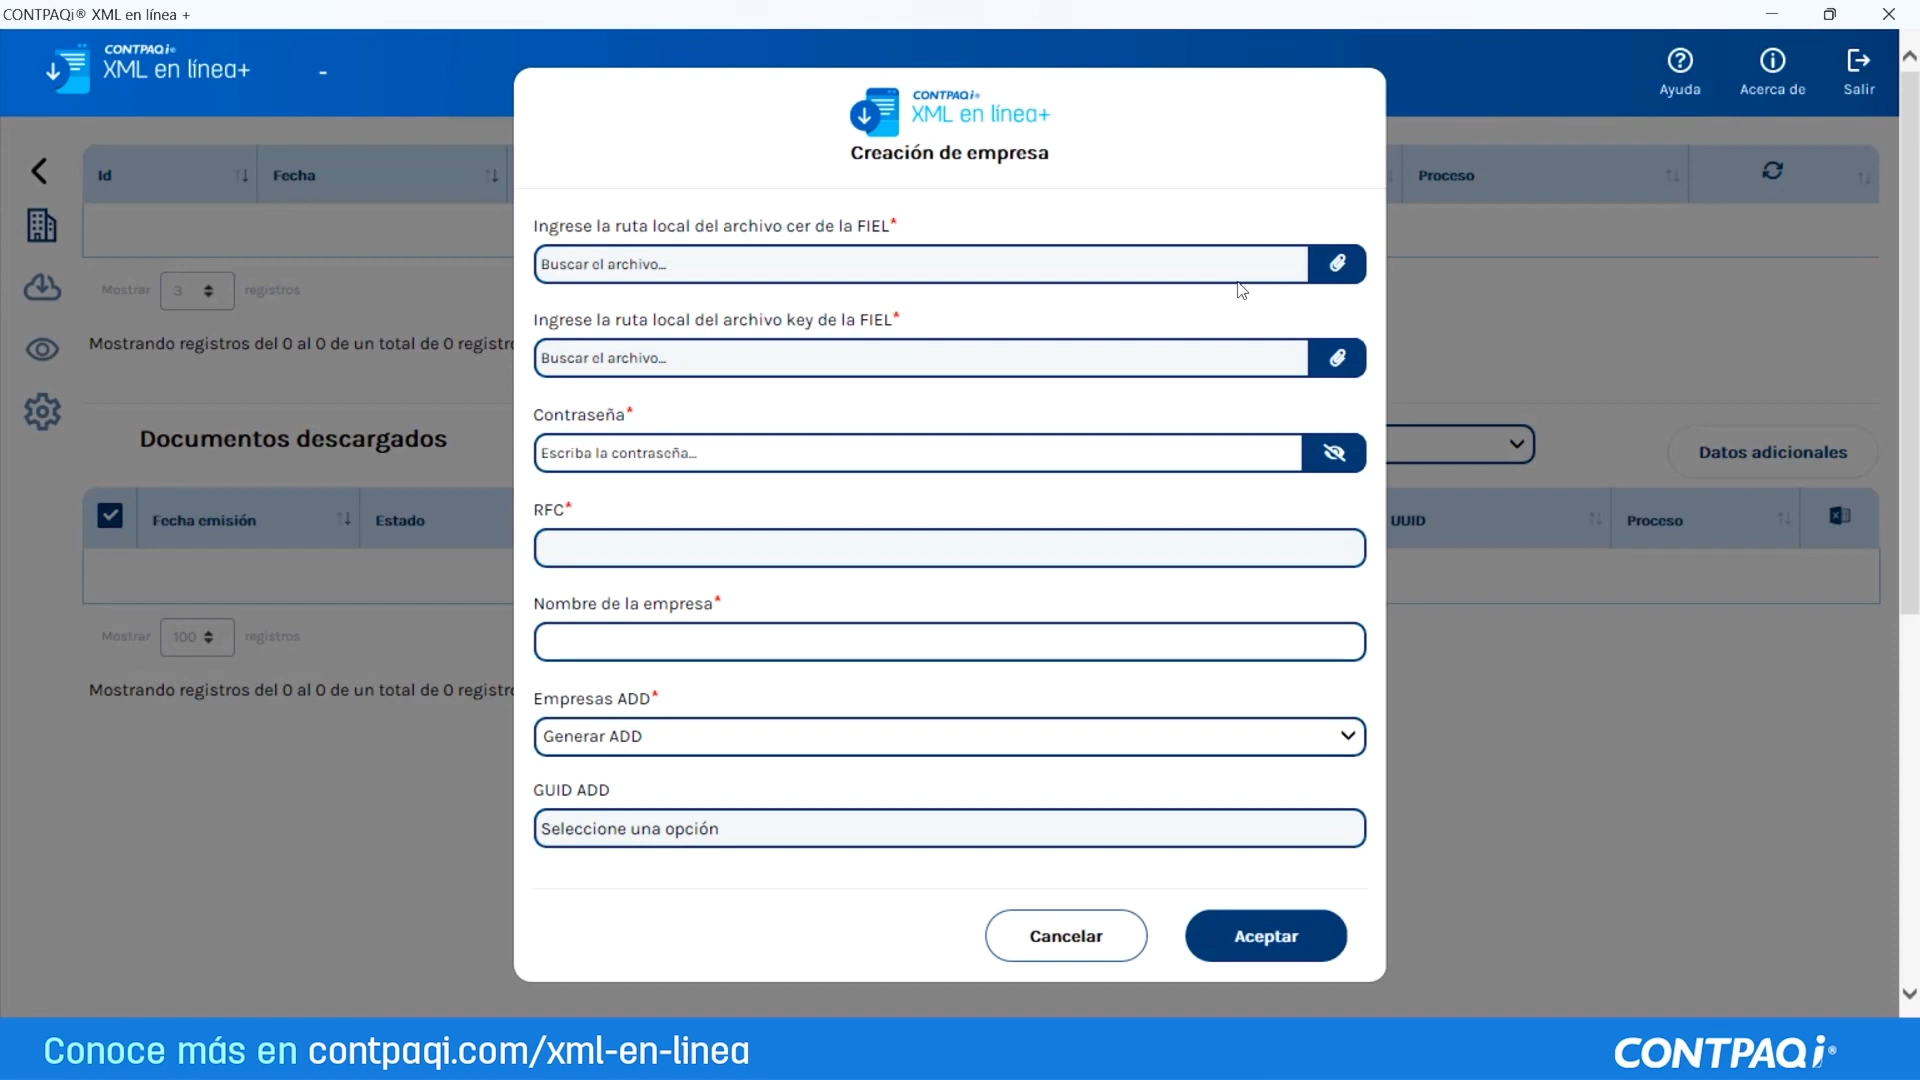 CONTPAQi® XML en línea +
CONTPAQi®
XML en línea+
-
Ayuda
Acerca de
Salir
CONTPAQi®
XML en línea+
Creación de empresa
Id
Fecha
Proceso
Mostrar 3 registros
Mostrando registros del 0 al 0 de un total de 0 registr
Ingrese la ruta local del archivo cer de la FIEL*
Buscar el archivo...
Ingrese la ruta local del archivo key de la FIEL*
Buscar el archivo...
Contraseña*
Escriba la contraseña...
RFC*
Nombre de la empresa*
Empresas ADD*
Generar ADD
GUID ADD
Seleccione una opción
Cancelar
Aceptar
Documentos descargados
Datos adicionales
Fecha emisión
Estado
UUID
Proceso
Mostrar 100 registros
Mostrando registros del 0 al 0 de un total de 0 registr
Conoce más en contpaqi.com/xml-en-linea
CONTPAQi®